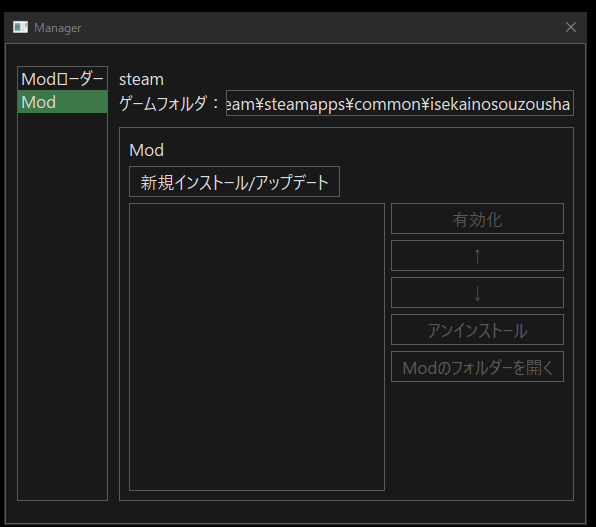 Manager
Modローダー
Mod
steam
ゲームフォルダ：
eam¥steamapps¥common¥isekainosouzousha
Mod
新規インストール/アップデート
有効化
↑
↓
アンインストール
Modのフォルダーを開く